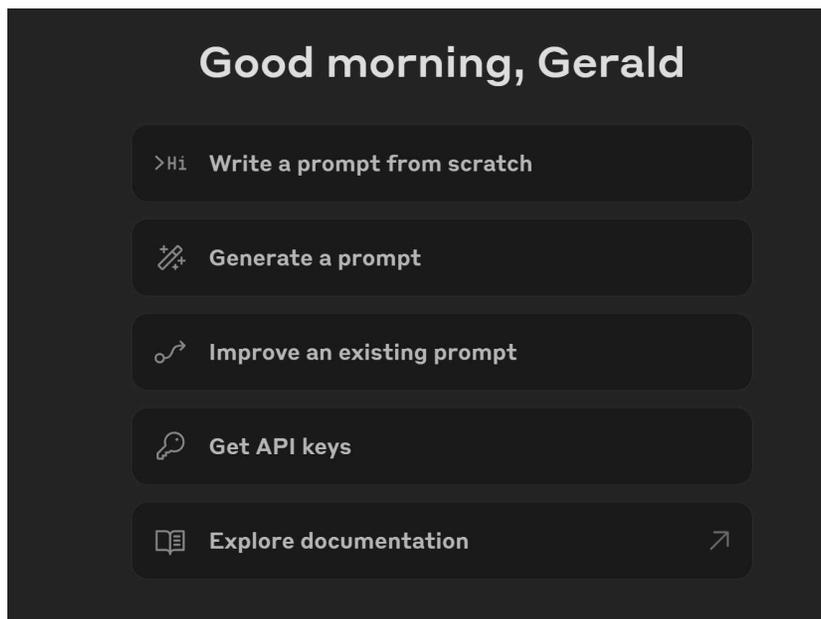 Good morning, Gerald
>Hi Write a prompt from scratch
Generate a prompt
Improve an existing prompt
Get API keys
Explore documentation